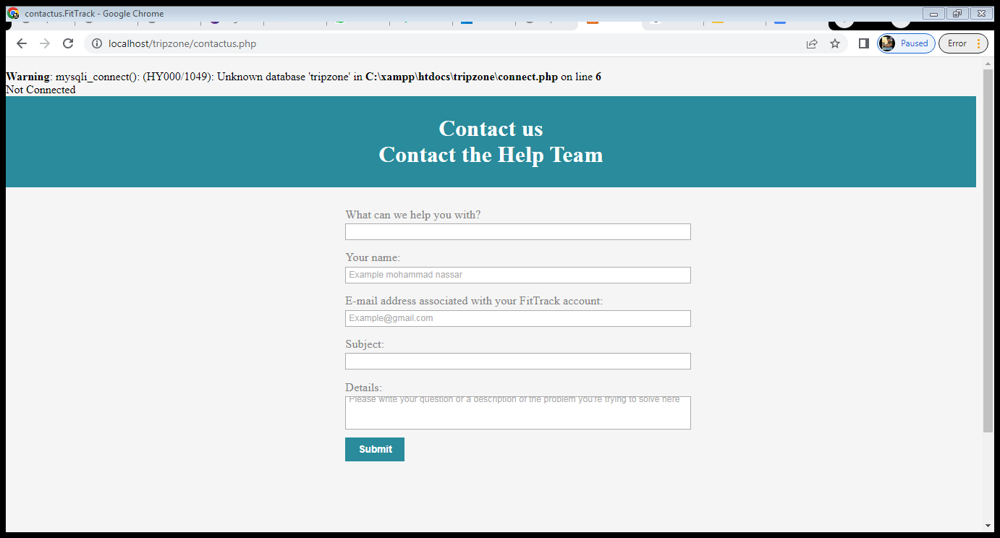 contactus.FitTrack - Google Chrome
localhost/tripzone/contactus.php
Paused
Error
Warning: mysqli_connect(): (HY000/1049): Unknown database 'tripzone' in C:\xampp\htdocs\tripzone\connect.php on line 6
Not Connected
Contact us
Contact the Help Team
What can we help you with?
Your name:
Example mohammad nassar
E-mail address associated with your FitTrack account:
Example@gmail.com
Subject:
Details:
Please write your question or a description of the problem you're trying to solve here
Submit